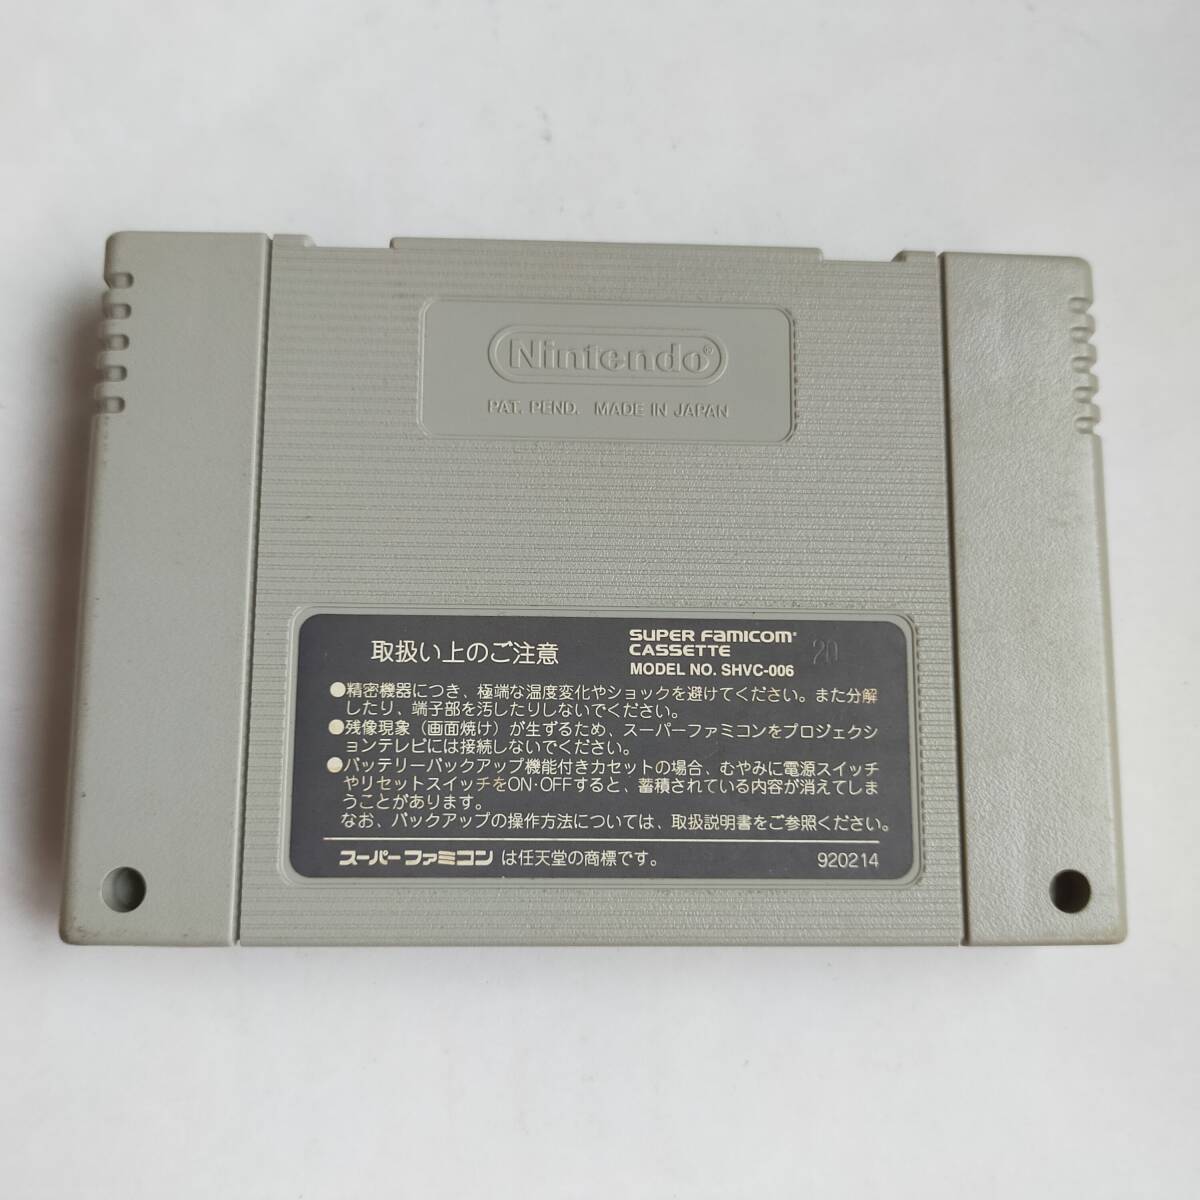 Nintendo®
PAT. PEND. MADE IN JAPAN
取扱い上のご注意
SUPER FAMICOM®
CASSETTE 20
MODEL NO. SHVC-006
●精密機器につき、極端な温度変化やショックを避けてください。また分解
したり、端子部を汚したりしないでください。
●残像現象（画面焼け）が生ずるため、スーパーファミコンをプロジェクシ
ョンテレビには接続しないでください。
●バッテリーバックアップ機能付きカセットの場合、むやみに電源スイッチ
やリセットスイッチをON・OFFすると、蓄積されている内容が消えてしま
うことがあります。
なお、バックアップの操作方法については、取扱説明書をご参照ください。
スーパーファミコン は任天堂の商標です。 920214